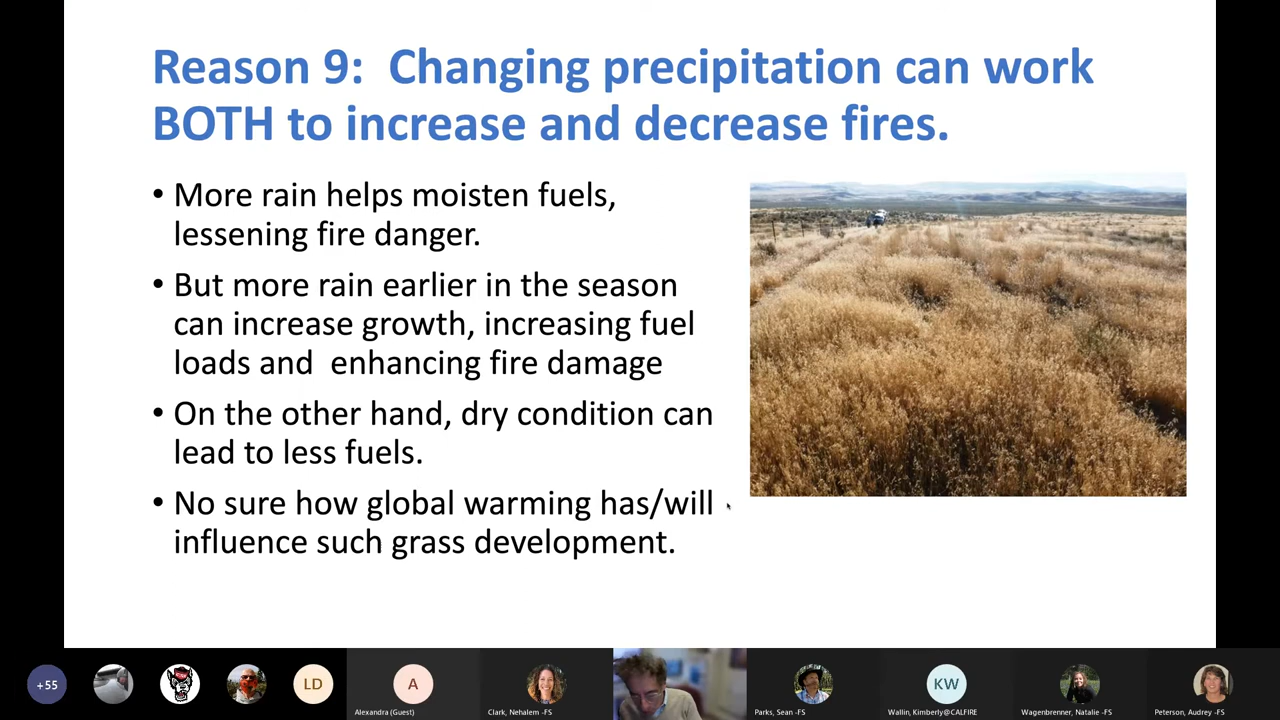 Reason 9:  Changing precipitation can work
BOTH to increase and decrease fires.
• More rain helps moisten fuels,
lessening fire danger.
• But more rain earlier in the season
can increase growth, increasing fuel
loads and  enhancing fire damage
• On the other hand, dry condition can
lead to less fuels.
• No sure how global warming has/will
influence such grass development.
+55
LD
A
KW
Alexandra (Guest)
Clark, Nehalem -FS
Parks, Sean -FS
Wallin, Kimberly@CALFIRE
Wagenbrenner, Natalie -FS
Peterson, Audrey -FS